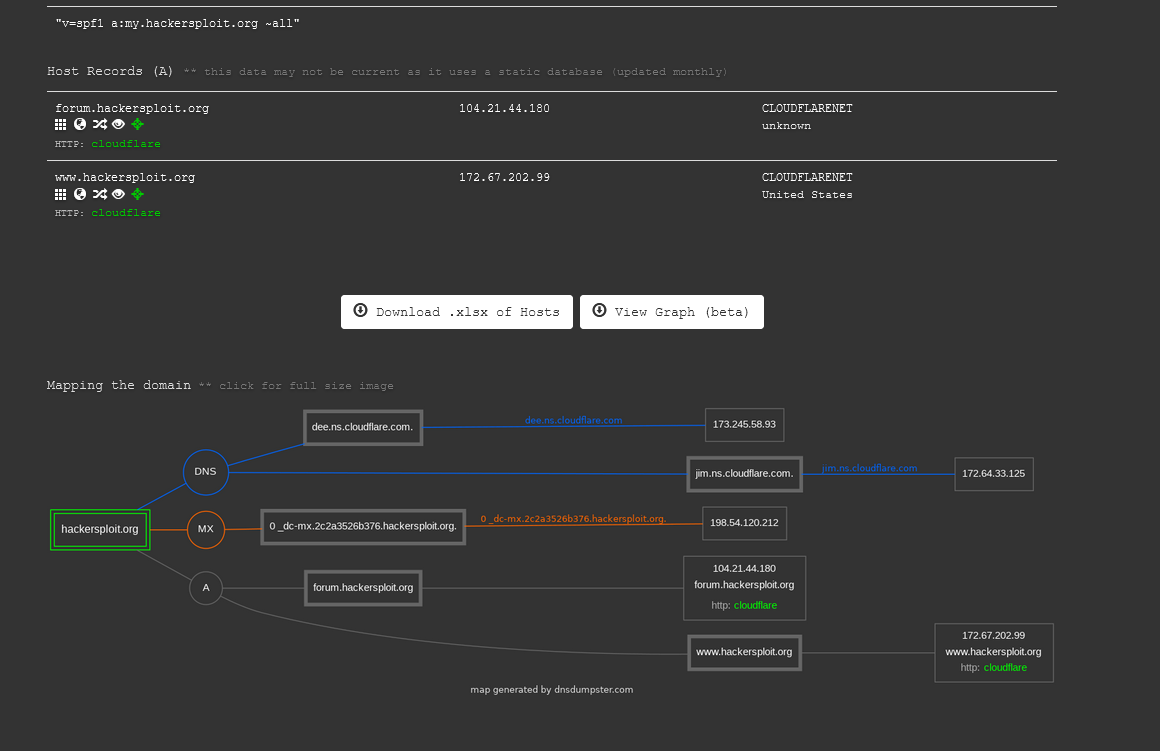 "v=spf1 a:my.hackersploit.org ~all"
Host Records (A) ** this data may not be current as it uses a static database (updated monthly)
forum.hackersploit.org 104.21.44.180 CLOUDFLARENET
unknown
HTTP: cloudflare
www.hackersploit.org 172.67.202.99 CLOUDFLARENET
United States
HTTP: cloudflare
Download .xlsx of Hosts View Graph (beta)
Mapping the domain ** click for full size image
dee.ns.cloudflare.com. dee.ns.cloudflare.com 173.245.58.93
DNS jim.ns.cloudflare.com. jim.ns.cloudflare.com 172.64.33.125
hackersploit.org MX 0 _dc-mx.2c2a3526b376.hackersploit.org. 0 _dc-mx.2c2a3526b376.hackersploit.org. 198.54.120.212
104.21.44.180
A forum.hackersploit.org forum.hackersploit.org
http: cloudflare
172.67.202.99
www.hackersploit.org www.hackersploit.org
http: cloudflare
map generated by dnsdumpster.com